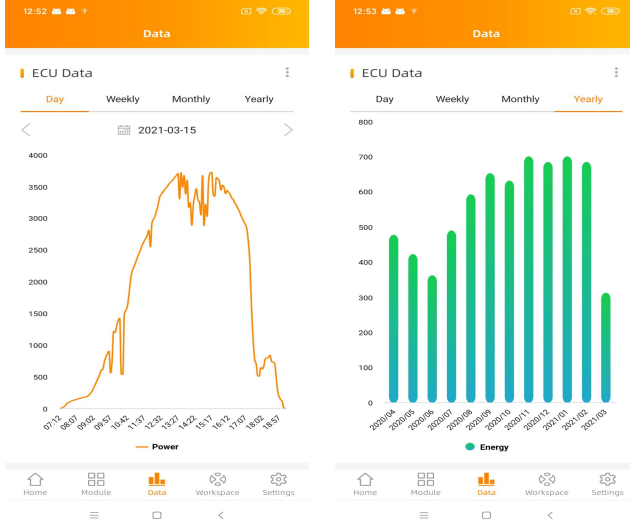 12:52
Data
ECU Data
Day Weekly Monthly Yearly
2021-03-15
4000
3500
3000
2500
2000
1500
1000
500
0
07:12 08:07 09:02 09:57 10:42 11:37 12:32 13:27 14:22 15:17 16:12 17:07 18:02 18:57
Power
Home Module Data Workspace Settings
12:53
Data
ECU Data
Day Weekly Monthly Yearly
800
700
600
500
400
300
200
100
0
2020/04 2020/05 2020/06 2020/07 2020/08 2020/09 2020/10 2020/11 2020/12 2021/01 2021/02 2021/03
Energy
Home Module Data Workspace Settings